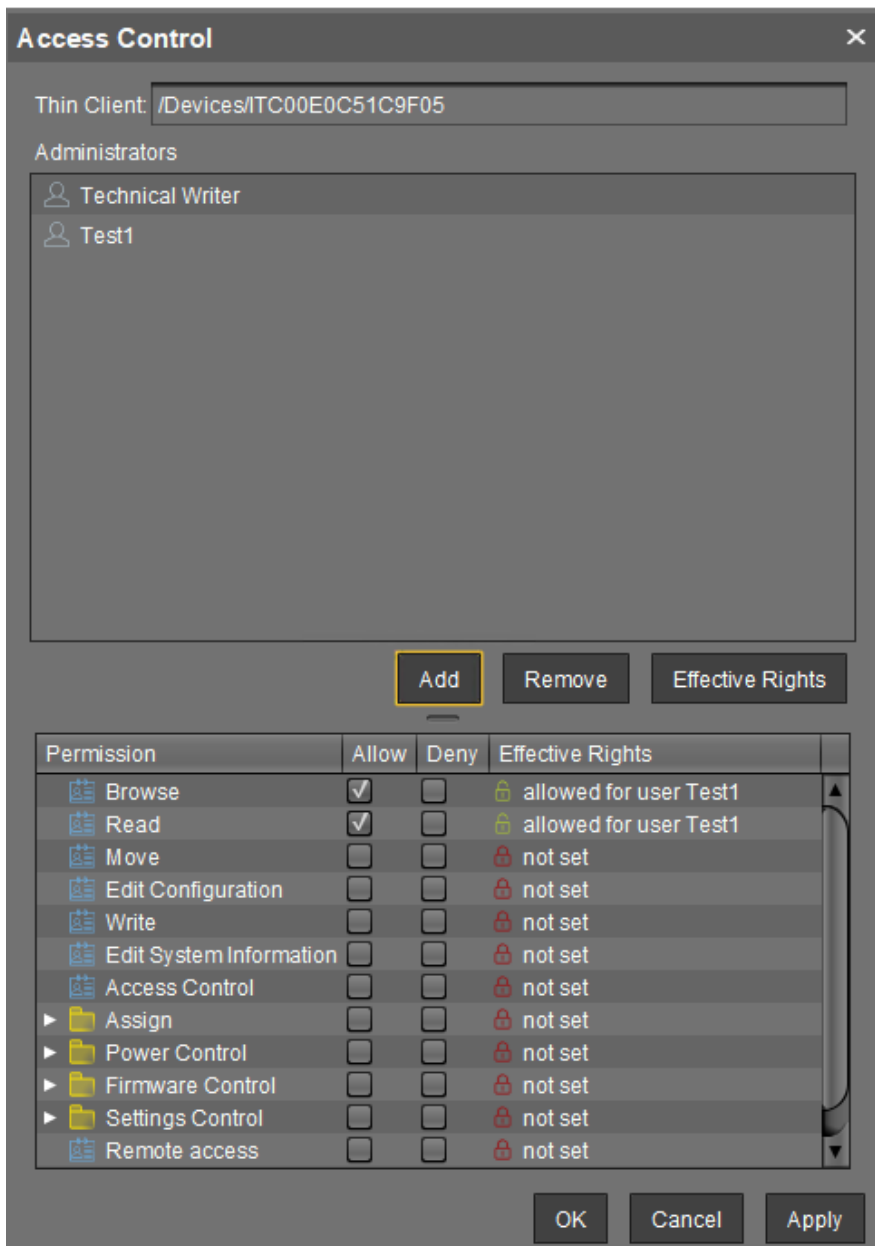 Access Control
Thin Client: /Devices/ITC00E0C51C9F05
Administrators
Technical Writer
Test1
Add Remove Effective Rights
Permission Allow Deny Effective Rights
Browse allowed for user Test1
Read allowed for user Test1
Move not set
Edit Configuration not set
Write not set
Edit System Information not set
Access Control not set
Assign not set
Power Control not set
Firmware Control not set
Settings Control not set
Remote access not set
OK Cancel Apply